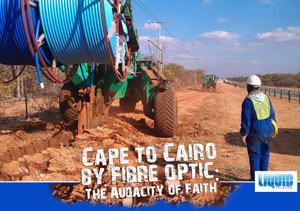 Cape to Cairo
by Fibre Optic:
the Audacity of Faith
LIQUID